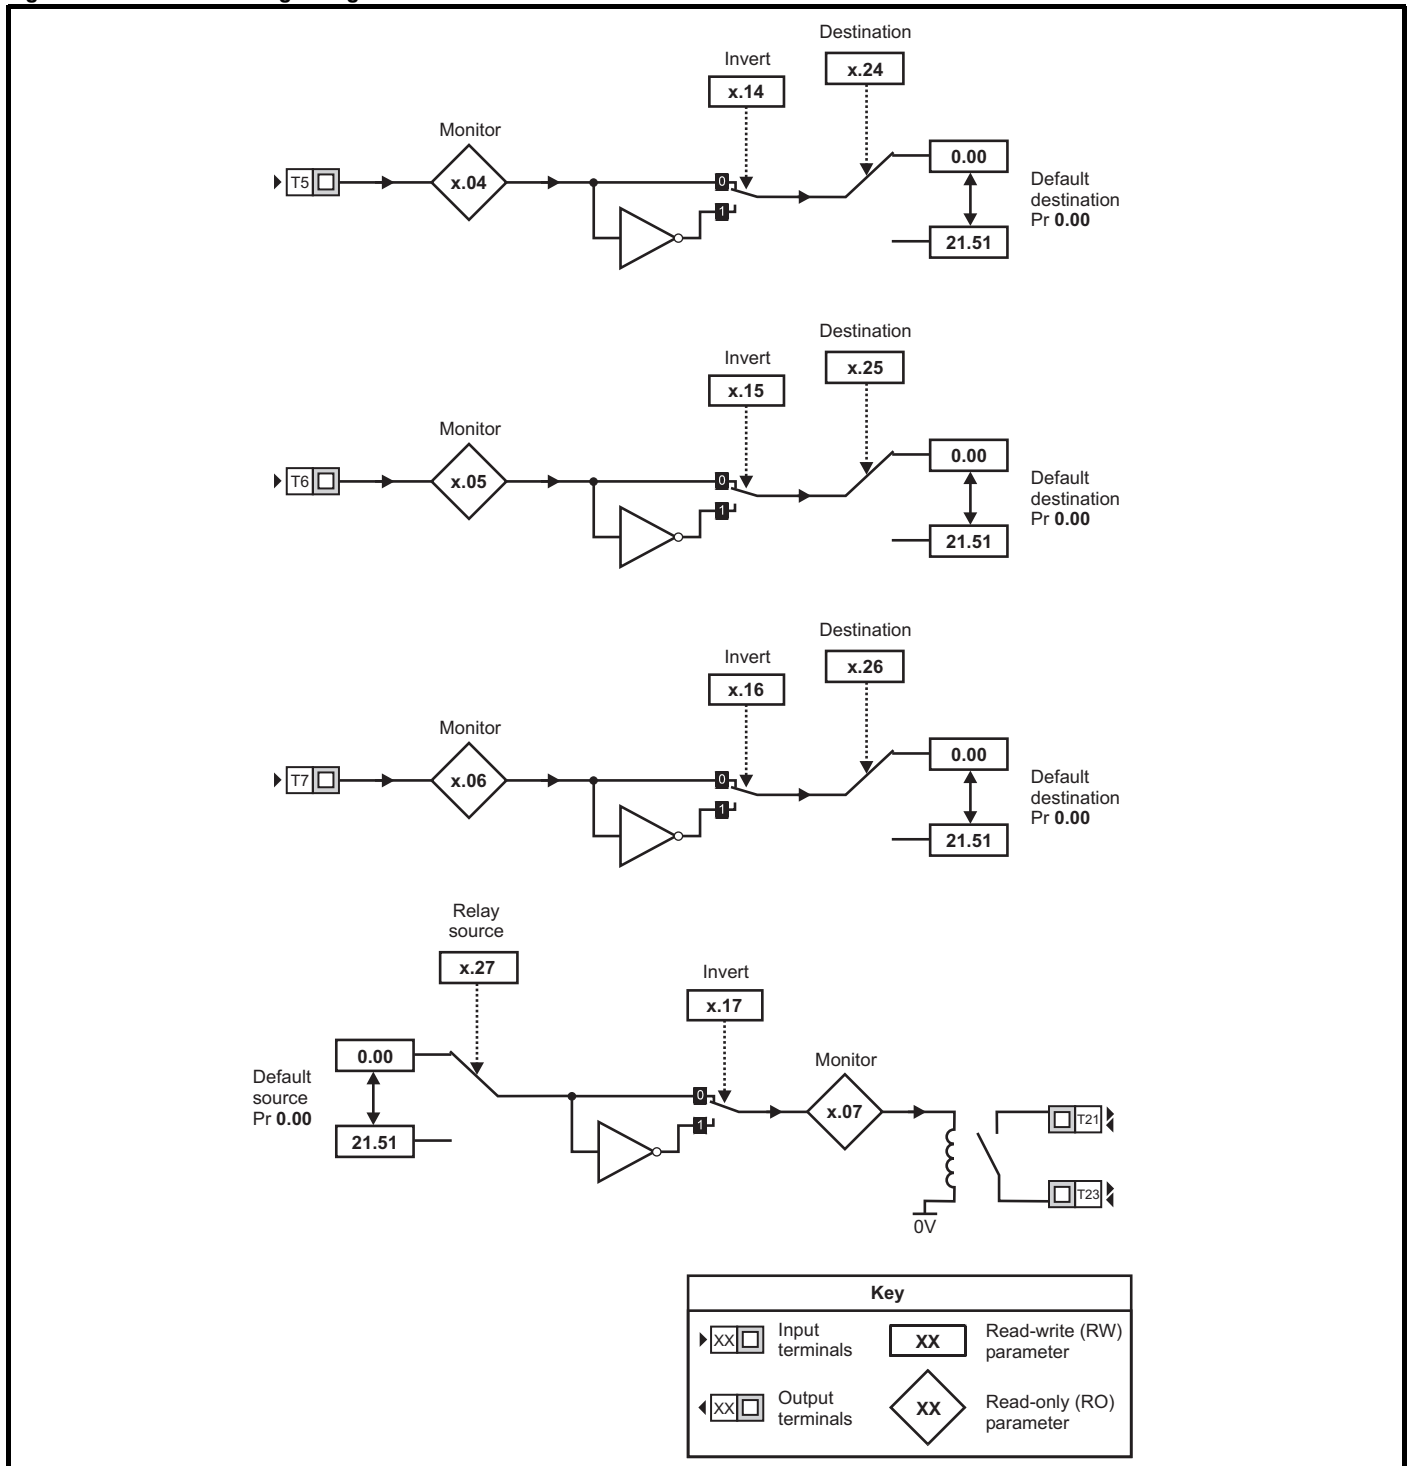 Destination
x.24
Invert
x.14
Monitor
T5
x.04
0
1
0.00
21.51
Default
destination
Pr 0.00
Destination
x.25
Invert
x.15
Monitor
T6
x.05
0
1
0.00
21.51
Default
destination
Pr 0.00
Destination
x.26
Invert
x.16
Monitor
T7
x.06
0
1
0.00
21.51
Default
destination
Pr 0.00
Relay
source
x.27
Invert
x.17
Default
source
Pr 0.00
0.00
21.51
0
1
Monitor
x.07
0V
T21
T23
Key
XX
Input
terminals
XX
Read-write (RW)
parameter
XX
Output
terminals
XX
Read-only (RO)
parameter